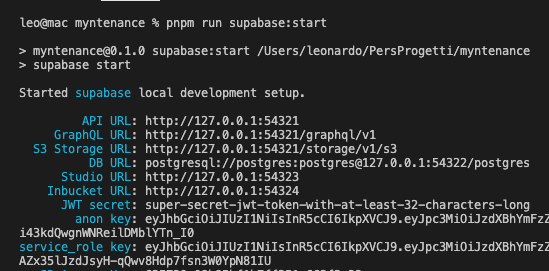 leo@mac myntenance % pnpm run supabase:start
> myntenance@0.1.0 supabase:start /Users/leonardo/PersProgetti/myntenance
> supabase start
Started supabase local development setup.
API URL: http://127.0.0.1:54321
GraphQL URL: http://127.0.0.1:54321/graphql/v1
S3 Storage URL: http://127.0.0.1:54321/storage/v1/s3
DB URL: postgresql://postgres:postgres@127.0.0.1:54322/postgres
Studio URL: http://127.0.0.1:54323
Inbucket URL: http://127.0.0.1:54324
JWT secret: super-secret-jwt-token-with-at-least-32-characters-long
anon key: eyJhbGciOiJIUzI1NiIsInR5cCI6IkpXVCJ9.eyJpc3MiOiJzdXBhYmFzZ
i43kdQwgnWNReilDMblYTn_I0
service_role key: eyJhbGciOiJIUzI1NiIsInR5cCI6IkpXVCJ9.eyJpc3MiOiJzdXBhYmFzZ
AZx35lJzdJsyH-qQwv8Hdp7fsn3W0YpN81IU